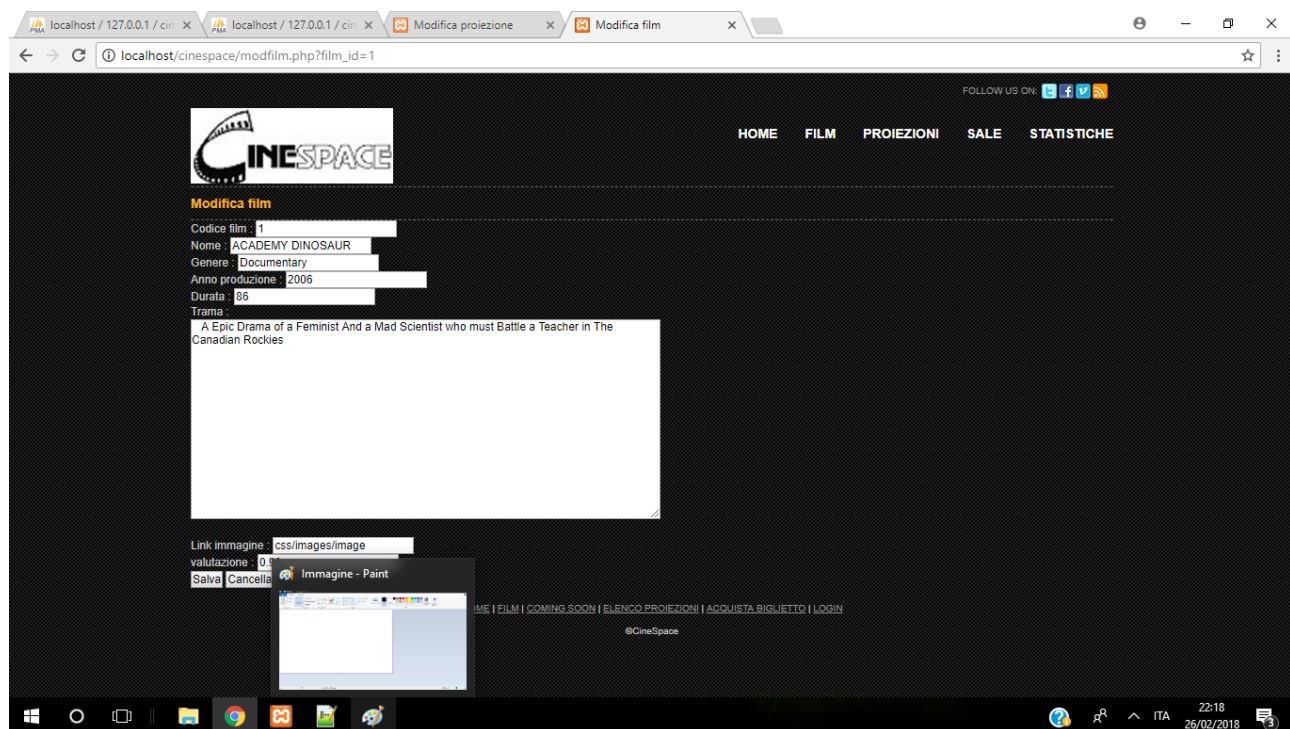 localhost / 127.0.0.1 / cin
localhost / 127.0.0.1 / cin
Modifica proiezione
Modifica film
localhost/cinespace/modfilm.php?film_id=1
FOLLOW US ON:
CINESPACE
HOME FILM PROIEZIONI SALE STATISTICHE
Modifica film
Codice film : 1
Nome : ACADEMY DINOSAUR
Genere : Documentary
Anno produzione : 2006
Durata : 86
Trama :
A Epic Drama of a Feminist And a Mad Scientist who must Battle a Teacher in The
Canadian Rockies
Link immagine : css/images/image
valutazione :
Salva Cancella
Immagine - Paint
| FILM | COMING SOON | ELENCO PROIEZIONI | ACQUISTA BIGLIETTO | LOGIN
©CineSpace
ITA
22:18
26/02/2018
3